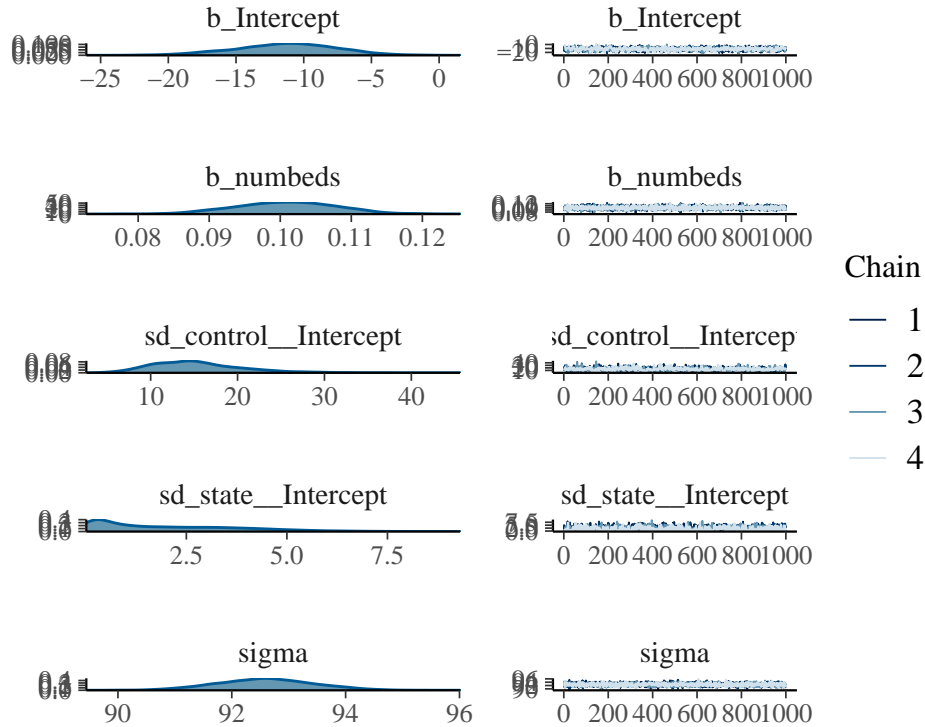 b_Intercept b_Intercept
−25 −20 −15 −10 −5 0 0 200 400 600 800 1000
b_numbeds b_numbeds
0.08 0.09 0.10 0.11 0.12 0 200 400 600 800 1000
Chain
1
sd_control__Intercept sd_control__Intercep
2
10 20 30 40 0 200 400 600 800 1000
3
4
sd_state__Intercept sd_state__Intercept
2.5 5.0 7.5 0 200 400 600 800 1000
sigma sigma
90 92 94 96 0 200 400 600 800 1000